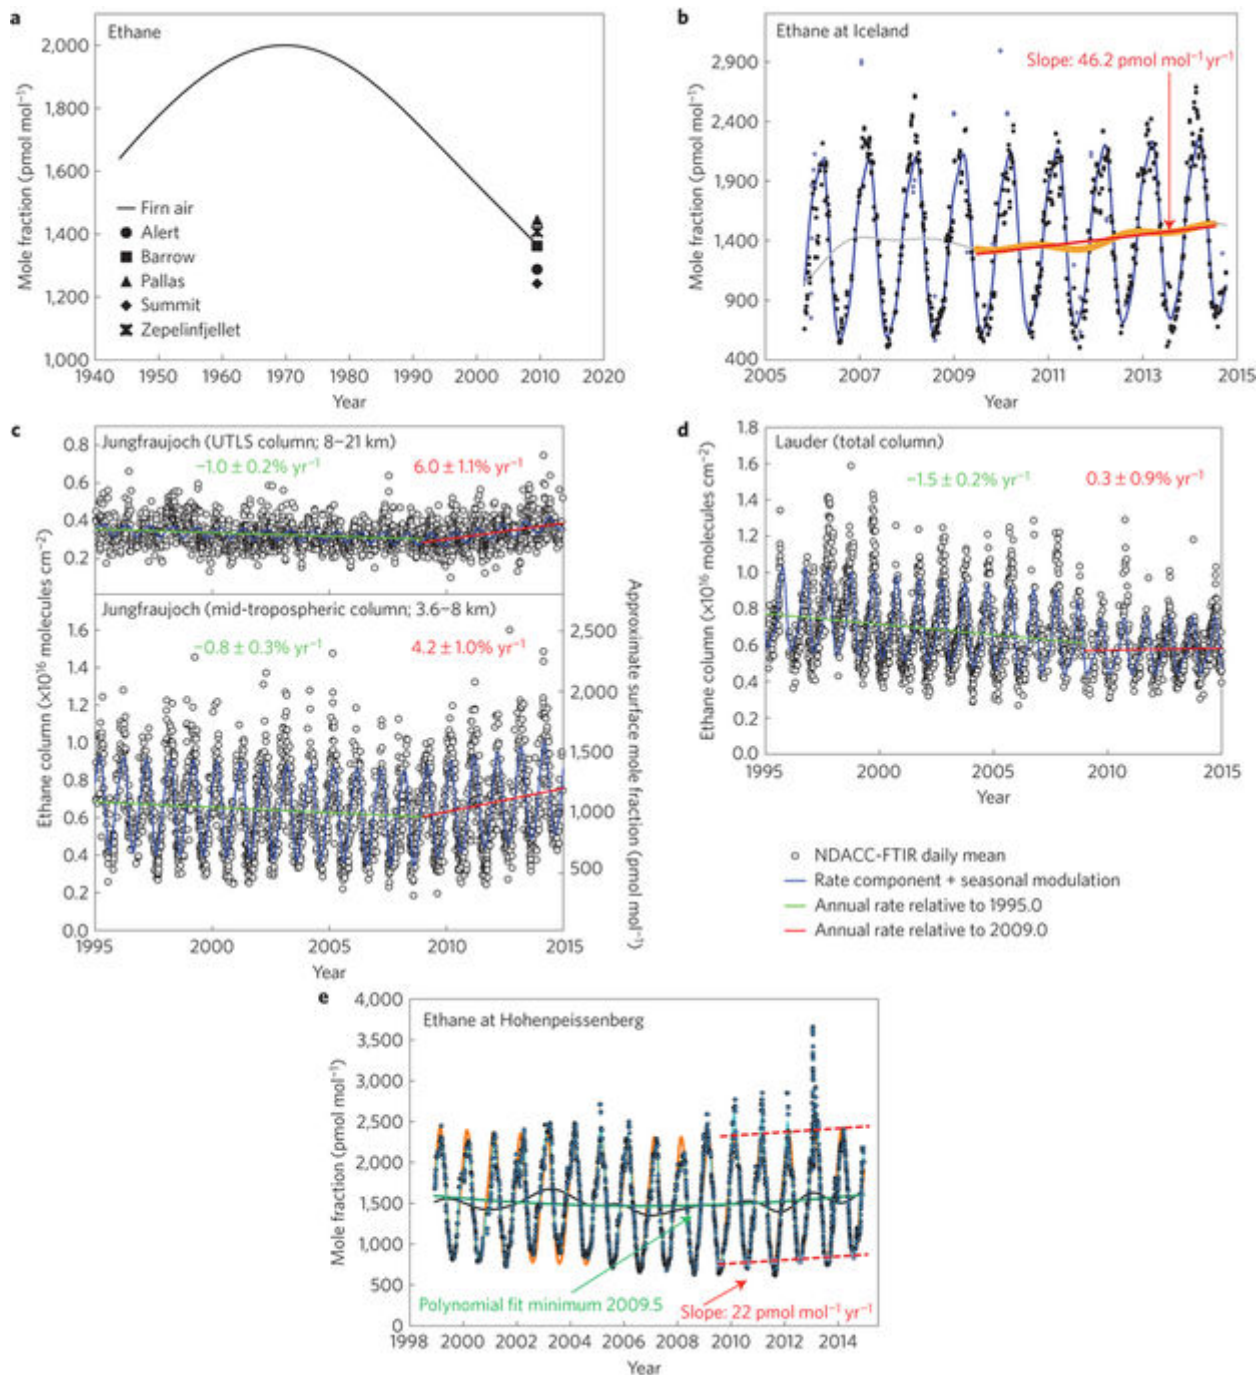 a
Ethane
2,000
1,800
1,600
1,400
1,200
1,000
Mole fraction (pmol mol⁻¹)
Firn air
Alert
Barrow
Pallas
Summit
Zepelinfjellet
1940 1950 1960 1970 1980 1990 2000 2010 2020
Year
b
Ethane at Iceland
Slope: 46.2 pmol mol⁻¹ yr⁻¹
2,900
2,400
1,900
1,400
900
400
Mole fraction (pmol mol⁻¹)
2005 2007 2009 2011 2013 2015
Year
c
Jungfraujoch (UTLS column; 8–21 km)
−1.0 ± 0.2% yr⁻¹ 6.0 ± 1.1% yr⁻¹
0.8
0.6
0.4
0.2
Jungfraujoch (mid-tropospheric column; 3.6–8 km)
−0.8 ± 0.3% yr⁻¹ 4.2 ± 1.0% yr⁻¹
1.6
1.4
1.2
1.0
0.8
0.6
0.4
0.2
0.0
Ethane column (×10¹⁶ molecules cm⁻²)
2,500
2,000
1,500
1,000
500
Approximate surface mole fraction (pmol mol⁻¹)
1995 2000 2005 2010 2015
Year
d
Lauder (total column)
−1.5 ± 0.2% yr⁻¹ 0.3 ± 0.9% yr⁻¹
1.8
1.6
1.4
1.2
1.0
0.8
0.6
0.4
0.2
0.0
Ethane column (×10¹⁶ molecules cm⁻²)
1995 2000 2005 2010 2015
Year
NDACC-FTIR daily mean
Rate component + seasonal modulation
Annual rate relative to 1995.0
Annual rate relative to 2009.0
e
Ethane at Hohenpeissenberg
4,000
3,500
3,000
2,500
2,000
1,500
1,000
500
0
Mole fraction (pmol mol⁻¹)
Polynomial fit minimum 2009.5
Slope: 22 pmol mol⁻¹ yr⁻¹
1998 2000 2002 2004 2006 2008 2010 2012 2014
Year